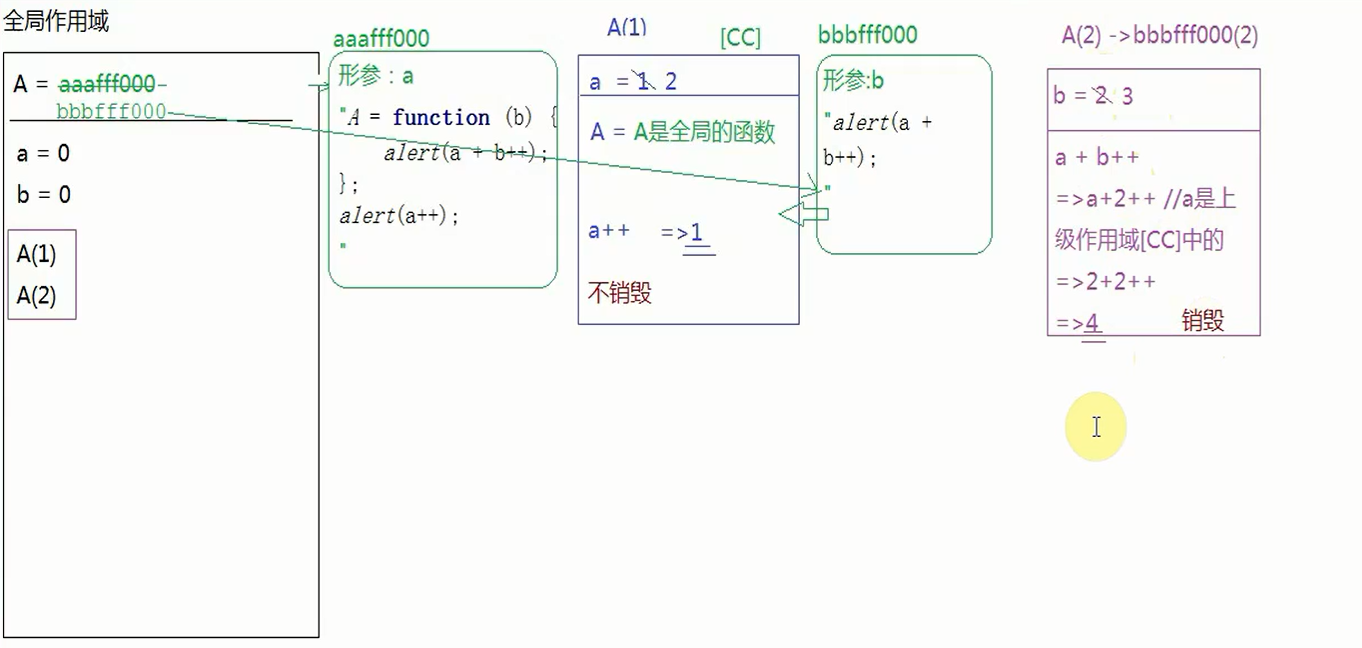 全局作用域
A = aaafff000
bbbfff000
a = 0
b = 0
A(1)
A(2)
aaafff000
形参：a
"A = function (b) {
alert(a + b++);
};
alert(a++);
"
A(1)
[CC]
a = 1 2
A = A是全局的函数
a++ =>1
不销毁
bbbfff000
形参:b
"alert(a +
b++);
"
A(2) ->bbbfff000(2)
b = 2 3
a + b++
=>a+2++ //a是上
级作用域[CC]中的
=>2+2++
=>4 销毁